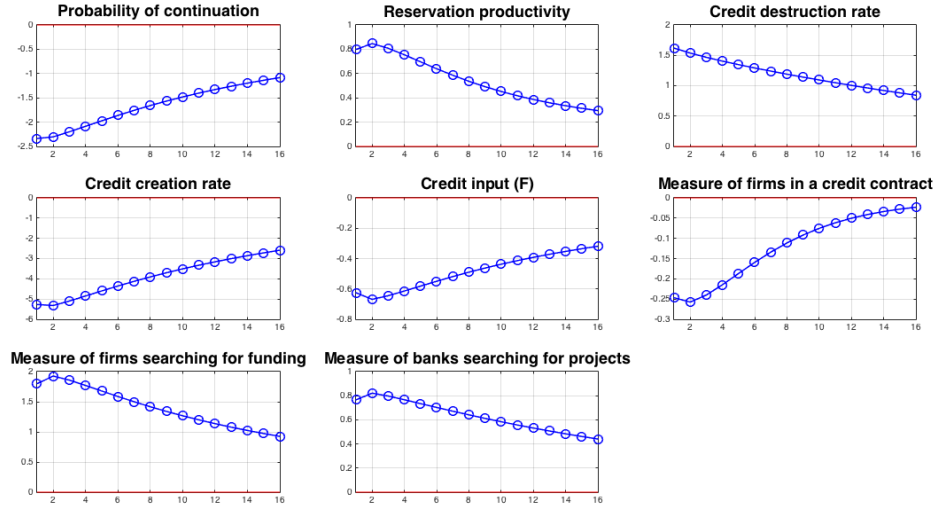 Probability of continuation
0
-0.5
-1
-1.5
-2
-2.5
2 4 6 8 10 12 14 16
Reservation productivity
1
0.8
0.6
0.4
0.2
0
2 4 6 8 10 12 14 16
Credit destruction rate
2
1.5
1
0.5
0
2 4 6 8 10 12 14 16
Credit creation rate
0
-1
-2
-3
-4
-5
-6
2 4 6 8 10 12 14 16
Credit input (F)
0
-0.2
-0.4
-0.6
-0.8
2 4 6 8 10 12 14 16
Measure of firms in a credit contract
0
-0.05
-0.1
-0.15
-0.2
-0.25
-0.3
2 4 6 8 10 12 14 16
Measure of firms searching for funding
2
1.5
1
0.5
0
2 4 6 8 10 12 14 16
Measure of banks searching for projects
1
0.8
0.6
0.4
0.2
0
2 4 6 8 10 12 14 16